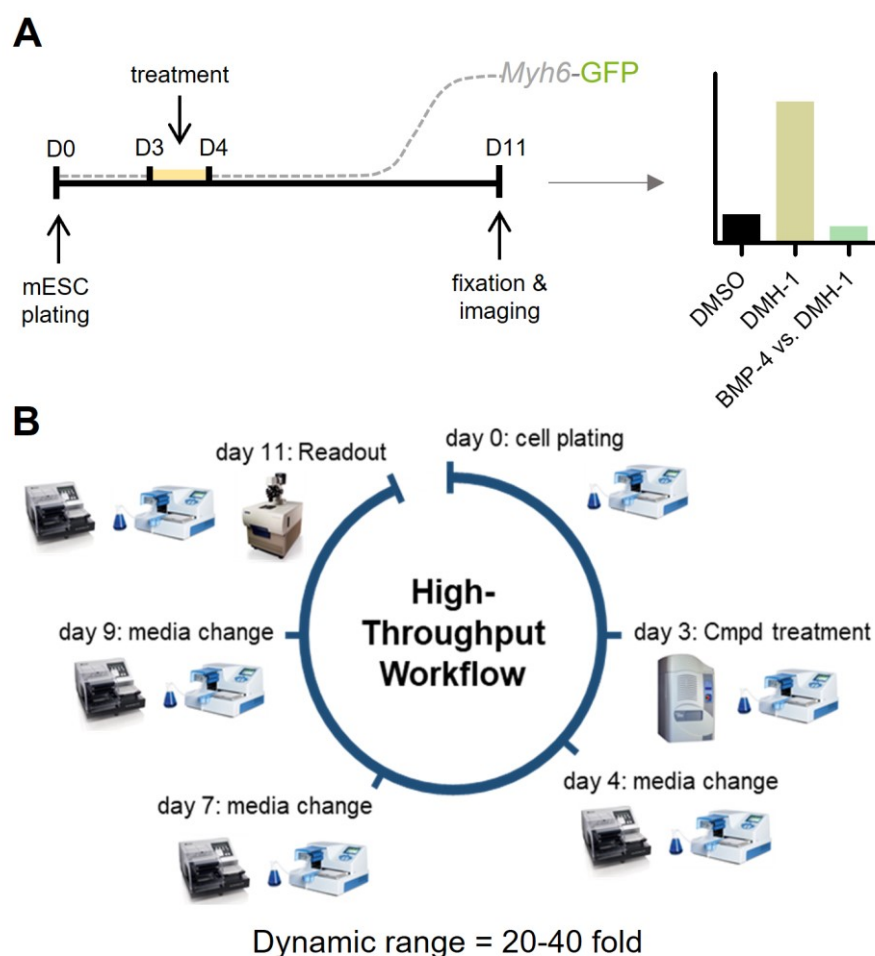 A
treatment
Myh6-GFP
D0
D3
D4
D11
mESC
plating
fixation &
imaging
DMSO
DMH-1
BMP-4 vs. DMH-1
B
day 11: Readout
day 0: cell plating
High-
Throughput
Workflow
day 9: media change
day 3: Cmpd treatment
day 7: media change
day 4: media change
Dynamic range = 20-40 fold